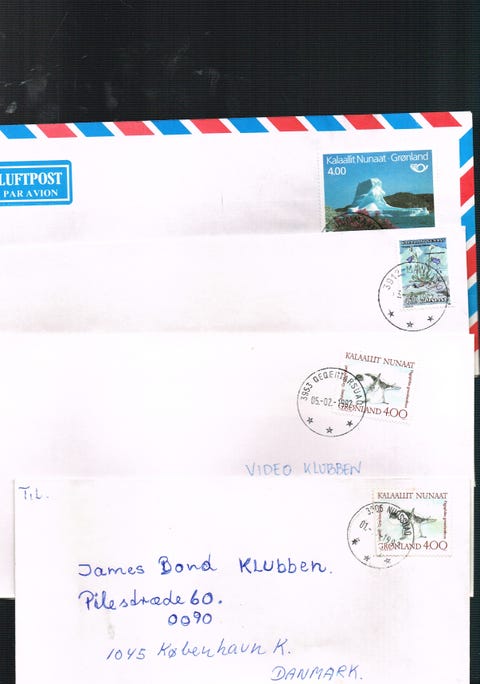 LUFTPOST
PAR AVION
Kalaallit Nunaat · Grønland
4.00
KALAALLIT NUNAAT
3953 QEQERTARSUAQ
05.-02.-1992
GRØNLAND 4.00
VIDEO KLUBBEN
TiL.
KALAALLIT NUNAAT
GRØNLAND 4.00
James Bond KLubben.
Pilestræde 60.
0090
1045 København K.
DANMARK.